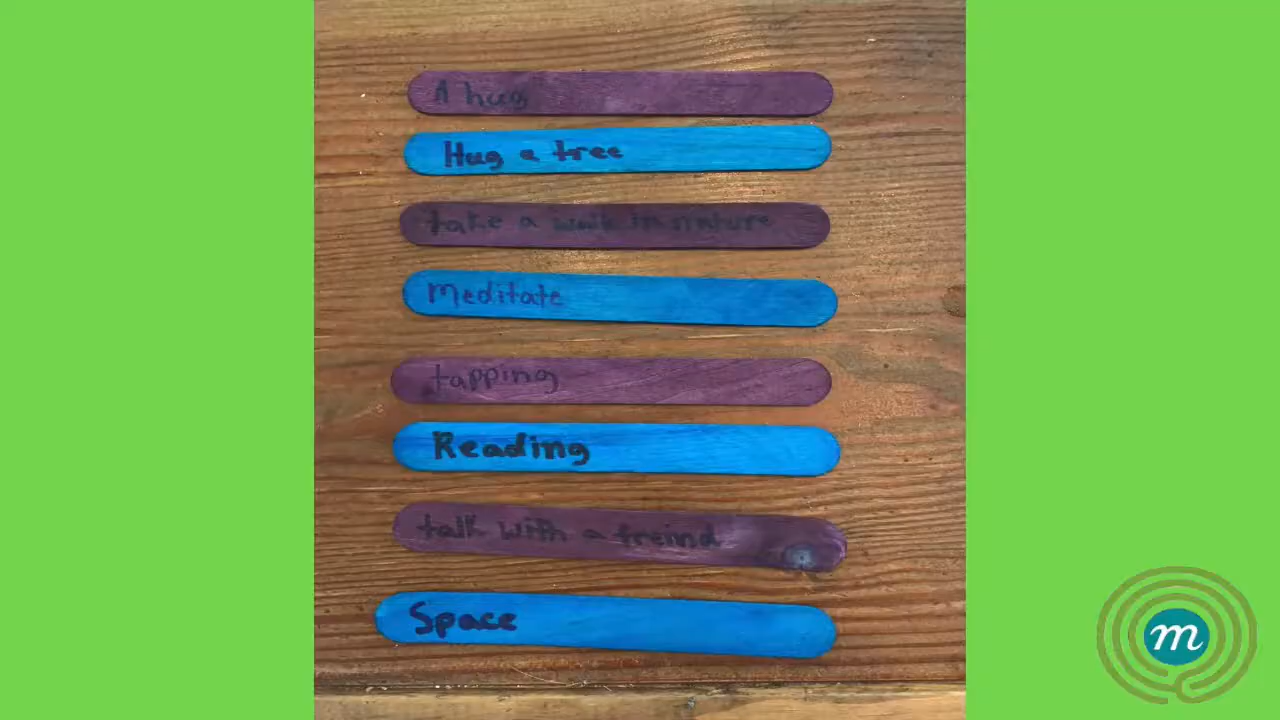 A hug
Hug a tree
take a walk in nature
Meditate
tapping
Reading
talk with a freind
Space
m